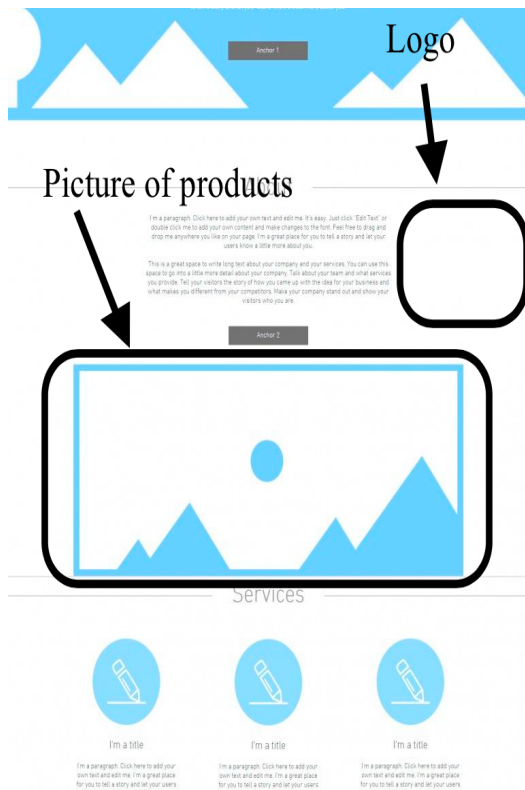 Anchor 1
Logo
Picture of products
I'm a paragraph. Click here to add your own text and edit me. It's easy. Just click "Edit Text" or
double click me to add your own content and make changes to the font. Feel free to drag and
drop me anywhere you like on your page. I'm a great place for you to tell a story and let your
users know a little more about you.
This is a great space to write long text about your company and your services. You can use this
space to go into a little more detail about your company. Talk about your team and what services
you provide. Tell your visitors the story of how you came up with the idea for your business and
what makes you different from your competitors. Make your company stand out and show your
visitors who you are.
Anchor 2
Services
I'm a title
I'm a title
I'm a title
I'm a paragraph. Click here to add your
own text and edit me. I'm a great place
for you to tell a story and let your users
I'm a paragraph. Click here to add your
own text and edit me. I'm a great place
for you to tell a story and let your users
I'm a paragraph. Click here to add your
own text and edit me. I'm a great place
for you to tell a story and let your users